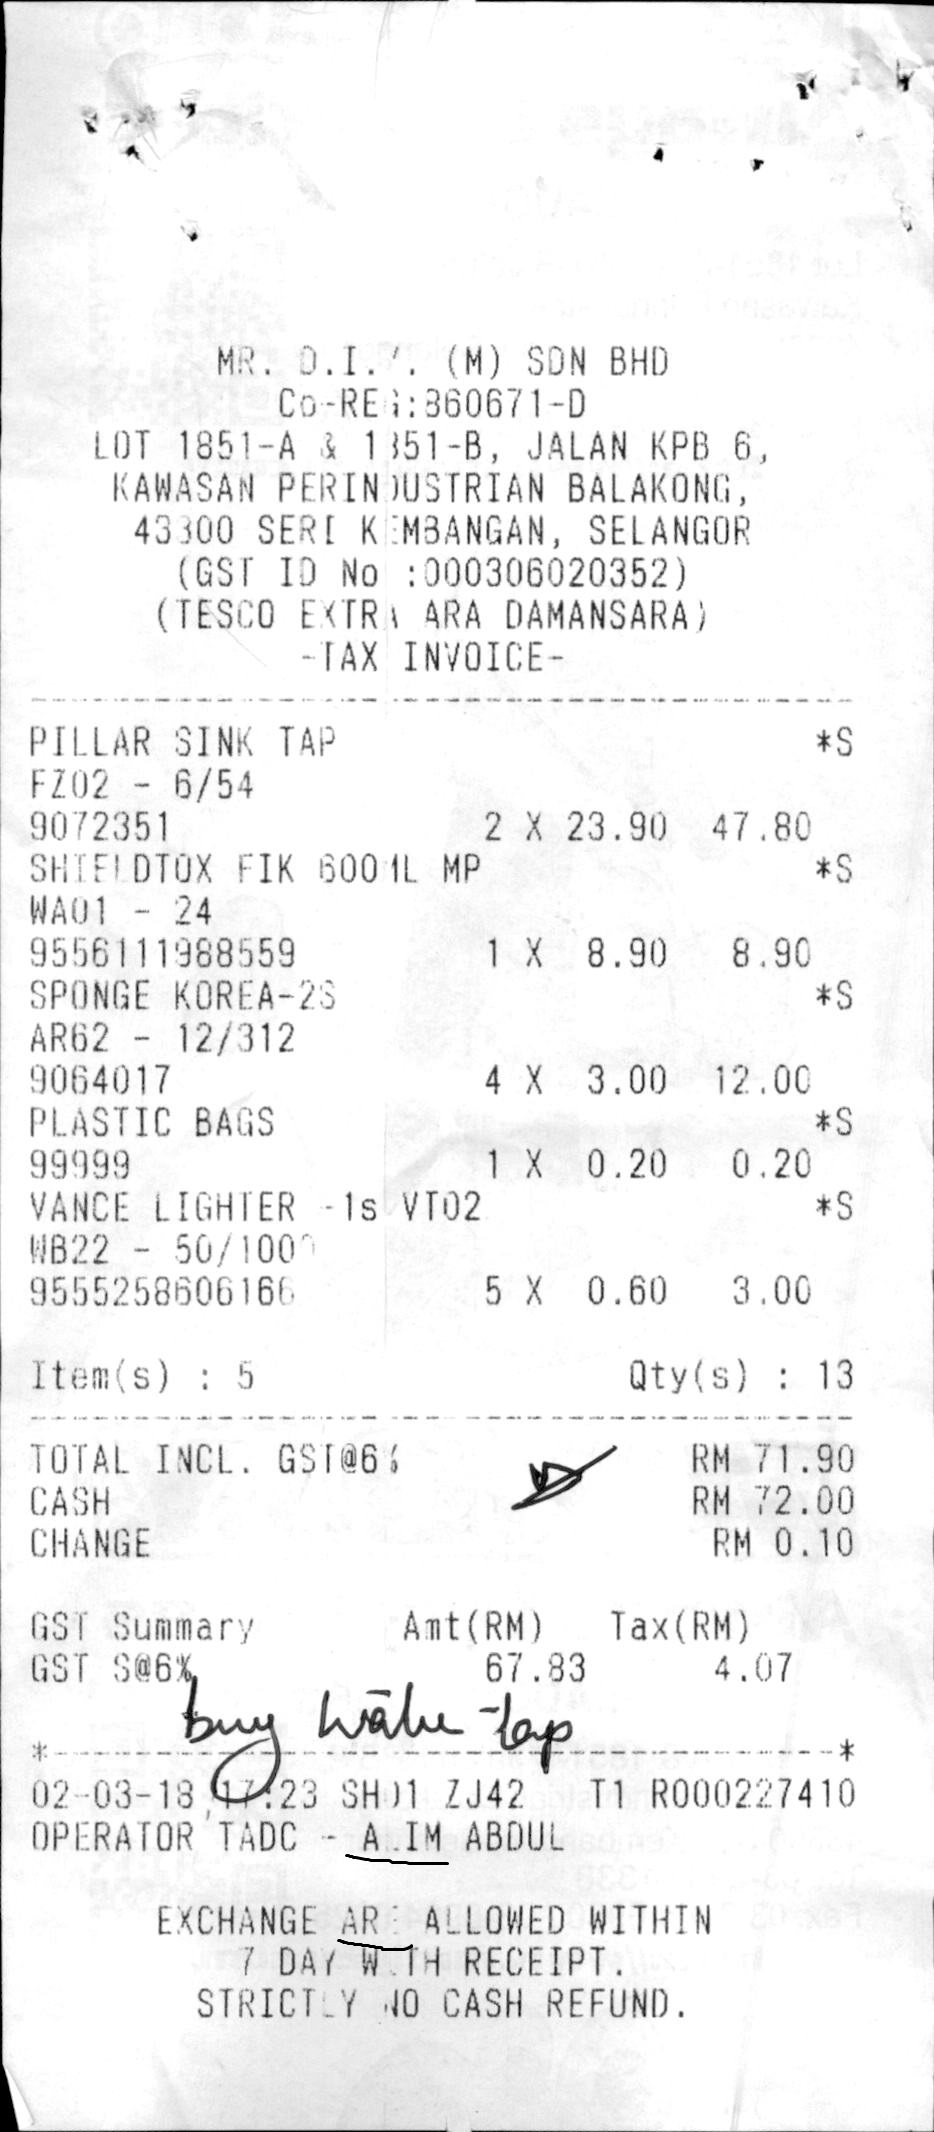 MR. D.I.Y. (M) SDN BHD
Co-REG:860671-D
LOT 1851-A & 1851-B, JALAN KPB 6,
KAWASAN PERINDUSTRIAN BALAKONG,
43300 SERI KEMBANGAN, SELANGOR
(GST ID No :000306020352)
(TESCO EXTRA ARA DAMANSARA)
-TAX INVOICE-
PILLAR SINK TAP *S
FZ02 - 6/54
9072351 2 X 23.90 47.80
SHIELDTOX FIK 600ML MP *S
WA01 - 24
9556111988559 1 X 8.90 8.90
SPONGE KOREA-2S *S
AR62 - 12/312
9064017 4 X 3.00 12.00
PLASTIC BAGS *S
99999 1 X 0.20 0.20
VANCE LIGHTER -1s VT02 *S
WB22 - 50/1000
9555258606166 5 X 0.60 3.00
Item(s) : 5 Qty(s) : 13
TOTAL INCL. GST@6% RM 71.90
CASH RM 72.00
CHANGE RM 0.10
GST Summary Amt(RM) Tax(RM)
GST S@6% 67.83 4.07
buy tap
*--------------------------------------*
02-03-18 17:23 SH01 ZJ42 T1 R000227410
OPERATOR TADC - ALIM ABDUL
EXCHANGE ARE ALLOWED WITHIN
7 DAY WITH RECEIPT.
STRICTLY NO CASH REFUND.